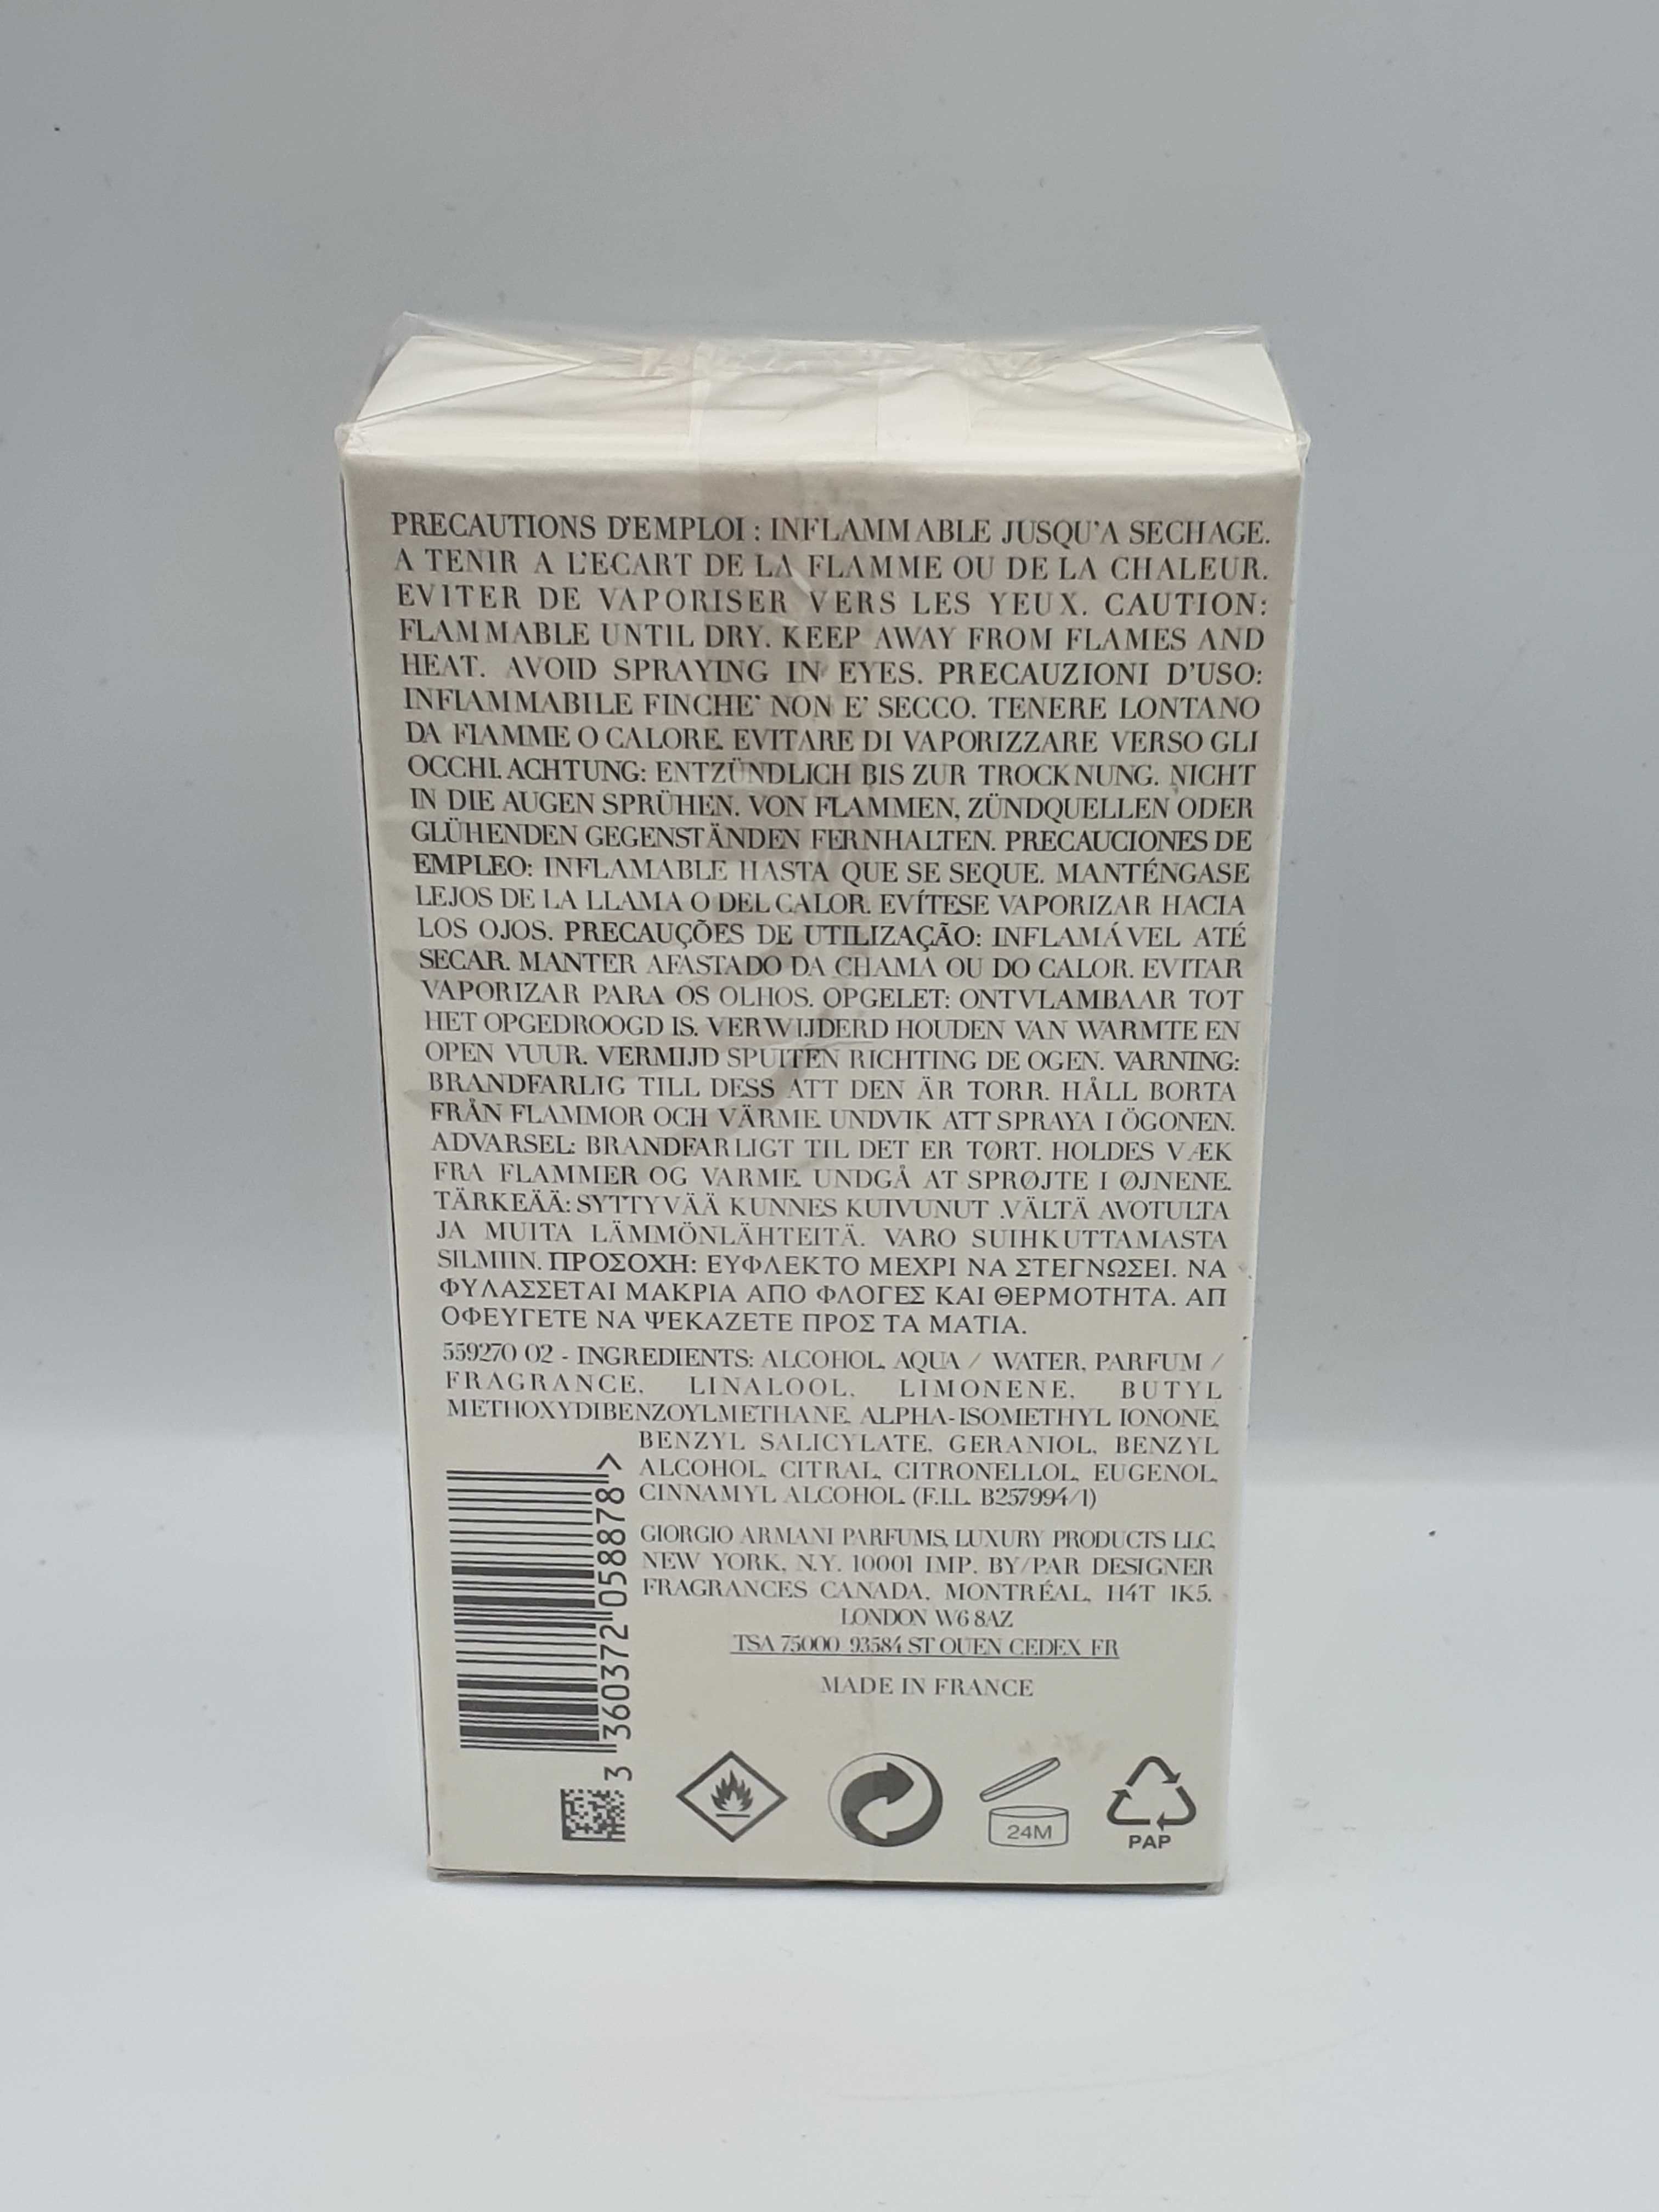 PRECAUTIONS D'EMPLOI : INFLAMMABLE JUSQU'A SECHAGE.
A TENIR A L'ECART DE LA FLAMME OU DE LA CHALEUR.
EVITER DE VAPORISER VERS LES YEUX. CAUTION:
FLAMMABLE UNTIL DRY. KEEP AWAY FROM FLAMES AND
HEAT. AVOID SPRAYING IN EYES. PRECAUZIONI D'USO:
INFIAMMABILE FINCHE' NON E' SECCO. TENERE LONTANO
DA FIAMME O CALORE. EVITARE DI VAPORIZZARE VERSO GLI
OCCHI. ACHTUNG: ENTZÜNDLICH BIS ZUR TROCKNUNG. NICHT
IN DIE AUGEN SPRÜHEN. VON FLAMMEN, ZÜNDQUELLEN ODER
GLÜHENDEN GEGENSTÄNDEN FERNHALTEN. PRECAUCIONES DE
EMPLEO: INFLAMABLE HASTA QUE SE SEQUE. MANTÉNGASE
LEJOS DE LA LLAMA O DEL CALOR. EVÍTESE VAPORIZAR HACIA
LOS OJOS. PRECAUÇÕES DE UTILIZAÇÃO: INFLAMÁVEL ATÉ
SECAR. MANTER AFASTADO DA CHAMA OU DO CALOR. EVITAR
VAPORIZAR PARA OS OLHOS. OPGELET: ONTVLAMBAAR TOT
HET OPGEDROOGD IS. VERWIJDERD HOUDEN VAN WARMTE EN
OPEN VUUR. VERMIJD SPUITEN RICHTING DE OGEN. VARNING:
BRANDFARLIG TILL DESS ATT DEN ÄR TORR. HÅLL BORTA
FRÅN FLAMMOR OCH VÄRME. UNDVIK ATT SPRAYA I ÖGONEN.
ADVARSEL: BRANDFARLIGT TIL DET ER TØRT. HOLDES VÆK
FRA FLAMMER OG VARME. UNDGÅ AT SPRØJTE I ØJNENE.
TÄRKEÄÄ: SYTTYVÄÄ KUNNES KUIVUNUT .VÄLTÄ AVOTULTA
JA MUITA LÄMMÖNLÄHTEITÄ. VARO SUIHKUTTAMASTA
SILMIIN. ΠΡΟΣΟΧΗ: ΕΥΦΛΕΚΤΟ ΜΕΧΡΙ ΝΑ ΣΤΕΓΝΩΣΕΙ. ΝΑ
ΦΥΛΑΣΣΕΤΑΙ ΜΑΚΡΙΑ ΑΠΟ ΦΛΟΓΕΣ ΚΑΙ ΘΕΡΜΟΤΗΤΑ. ΑΠ
ΟΦΕΥΓΕΤΕ ΝΑ ΨΕΚΑΖΕΤΕ ΠΡΟΣ ΤΑ ΜΑΤΙΑ.
559270 02 - INGREDIENTS: ALCOHOL, AQUA / WATER, PARFUM /
FRAGRANCE, LINALOOL, LIMONENE, BUTYL
METHOXYDIBENZOYLMETHANE, ALPHA-ISOMETHYL IONONE,
BENZYL SALICYLATE, GERANIOL, BENZYL
ALCOHOL, CITRAL, CITRONELLOL, EUGENOL,
CINNAMYL ALCOHOL. (F.I.L. B257994/1)
GIORGIO ARMANI PARFUMS, LUXURY PRODUCTS LLC,
NEW YORK, N.Y. 10001 IMP. BY/PAR DESIGNER
FRAGRANCES CANADA, MONTRÉAL, H4T 1K5.
LONDON W6 8AZ
TSA 75000 93584 ST OUEN CEDEX FR
MADE IN FRANCE
3 360372 058878 >
24M
PAP